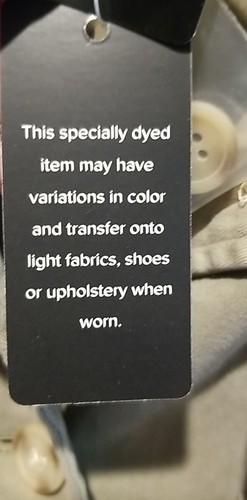 This specially dyed
item may have
variations in color
and transfer onto
light fabrics, shoes
or upholstery when
worn.